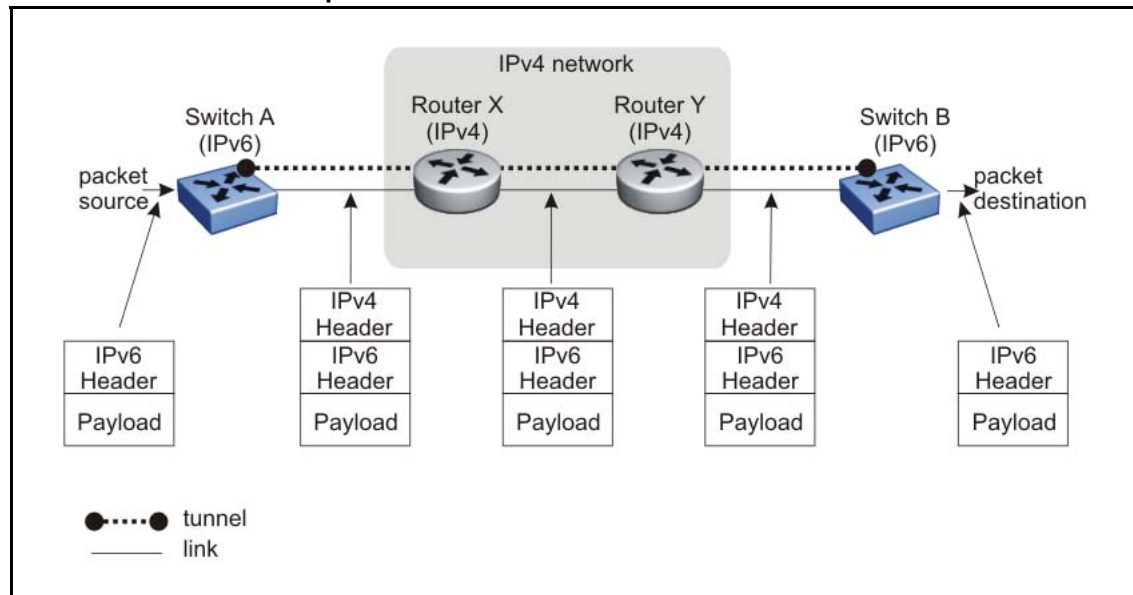 IPv4 network
Router X
(IPv4)
Router Y
(IPv4)
Switch A
(IPv6)
Switch B
(IPv6)
packet
source
packet
destination
IPv6
Header
Payload
IPv4
Header
IPv6
Header
Payload
IPv4
Header
IPv6
Header
Payload
IPv4
Header
IPv6
Header
Payload
IPv6
Header
Payload
tunnel
link